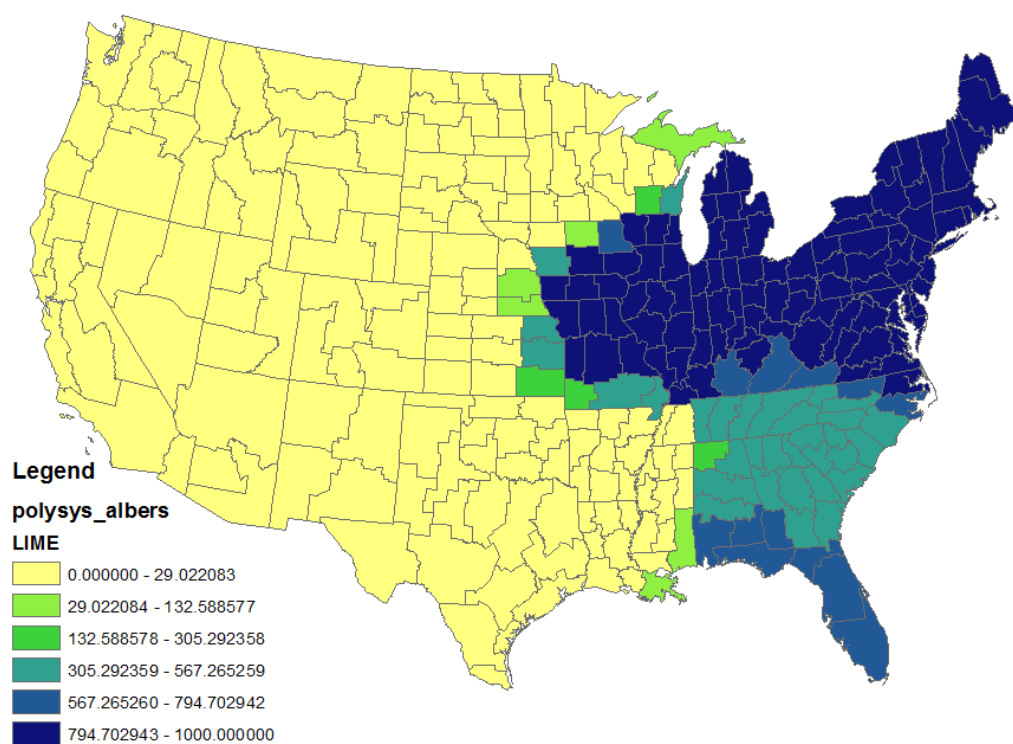 Legend
polysys_albers
LIME
0.000000 - 29.022083
29.022084 - 132.588577
132.588578 - 305.292358
305.292359 - 567.265259
567.265260 - 794.702942
794.702943 - 1000.000000